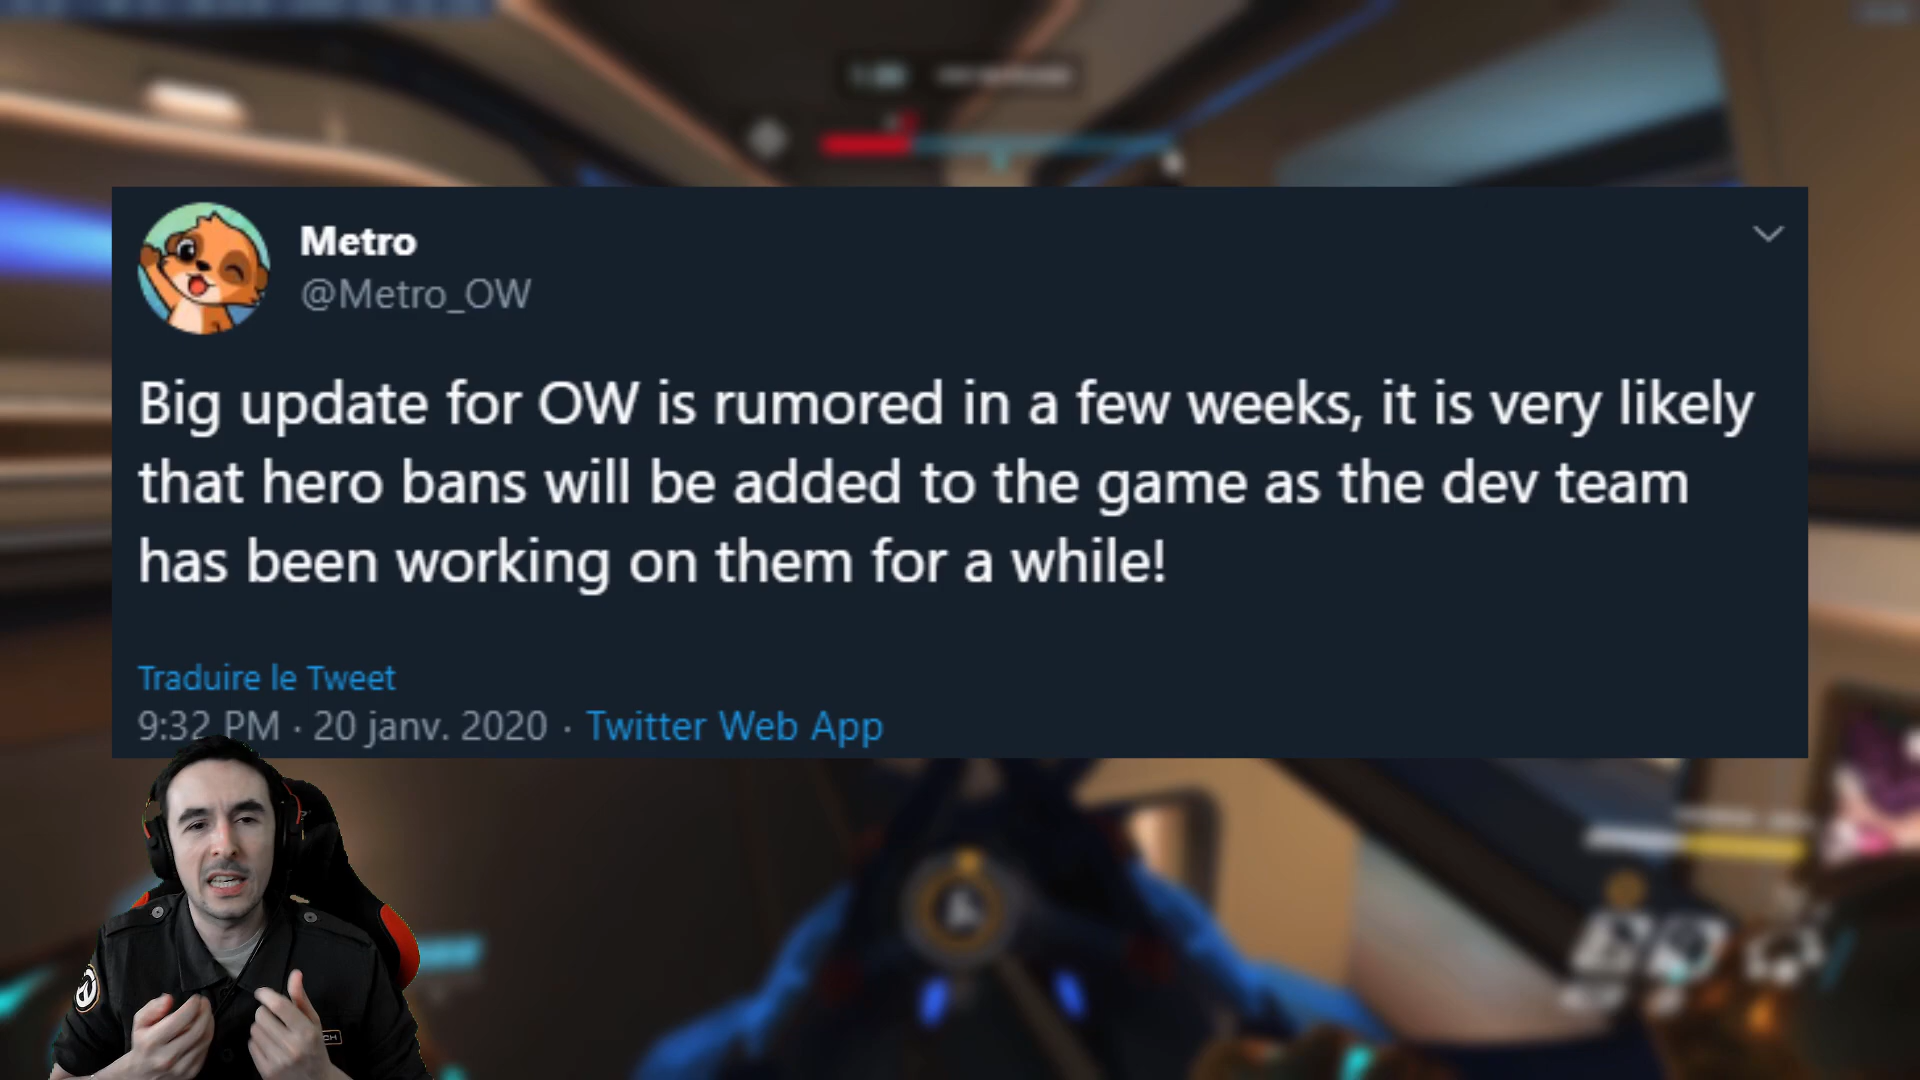 Metro
@Metro_OW
Big update for OW is rumored in a few weeks, it is very likely
that hero bans will be added to the game as the dev team
has been working on them for a while!
Traduire le Tweet
9:32 PM · 20 janv. 2020 · Twitter Web App